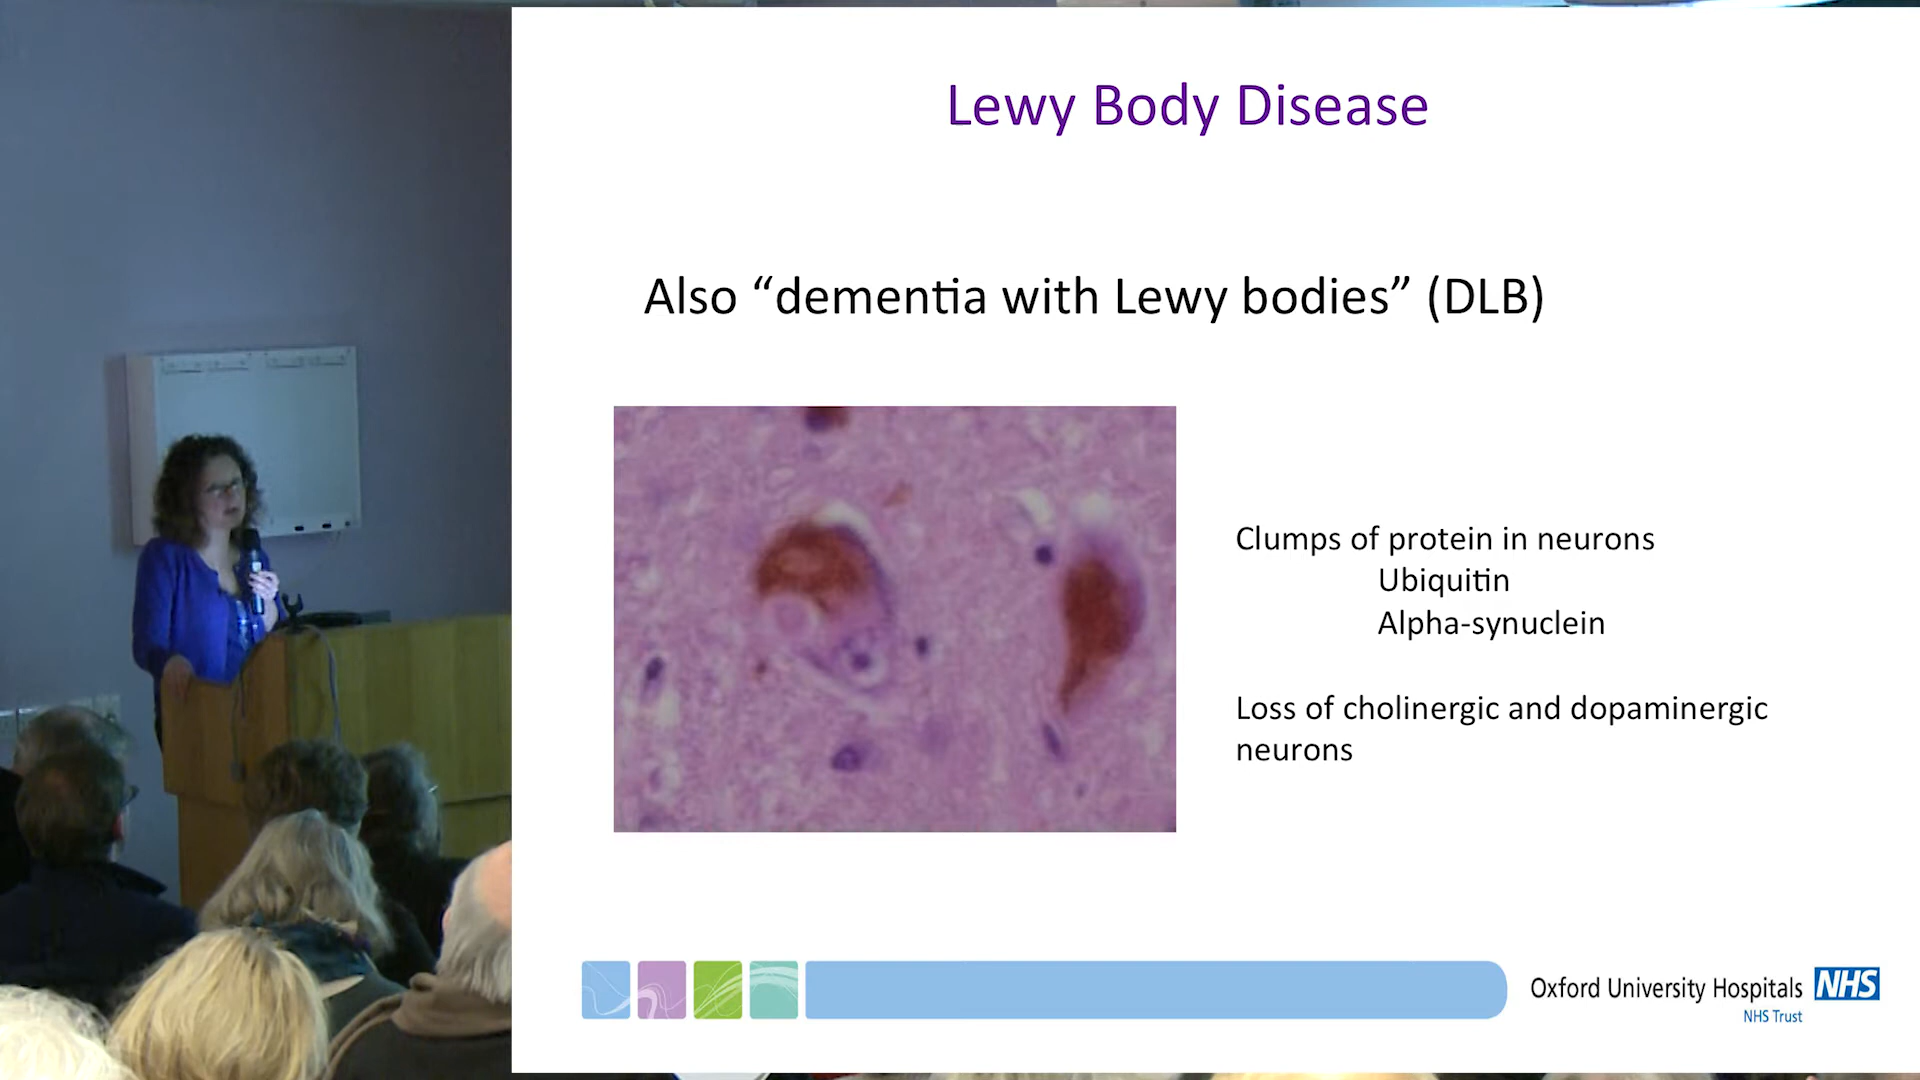 Lewy Body Disease
Also “dementia with Lewy bodies” (DLB)
Clumps of protein in neurons
Ubiquitin
Alpha-synuclein
Loss of cholinergic and dopaminergic
neurons
Oxford University Hospitals NHS
NHS Trust